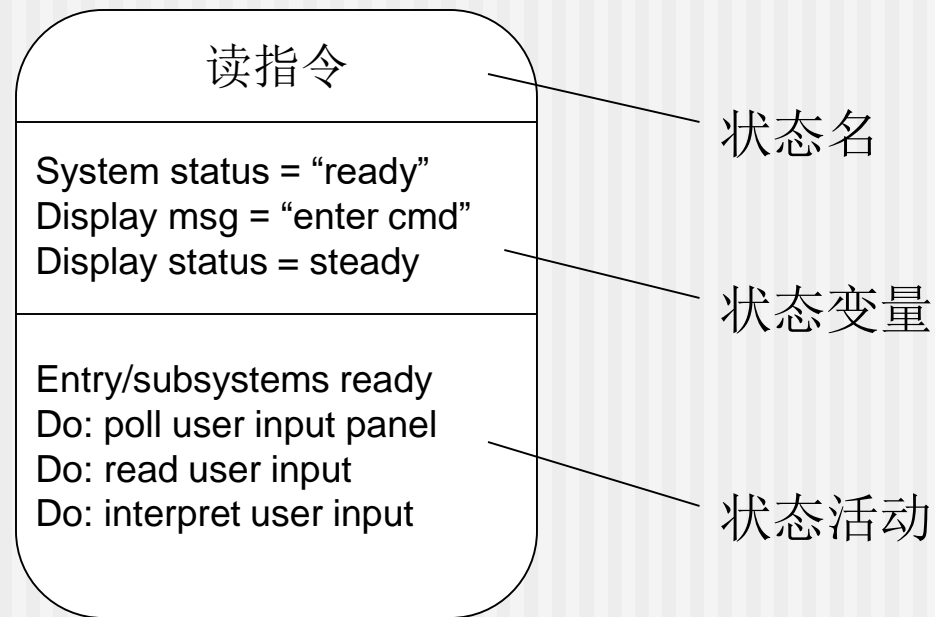 读指令
状态名
System status = “ready”
Display msg = “enter cmd”
Display status = steady
状态变量
Entry/subsystems ready
Do: poll user input panel
Do: read user input
Do: interpret user input
状态活动